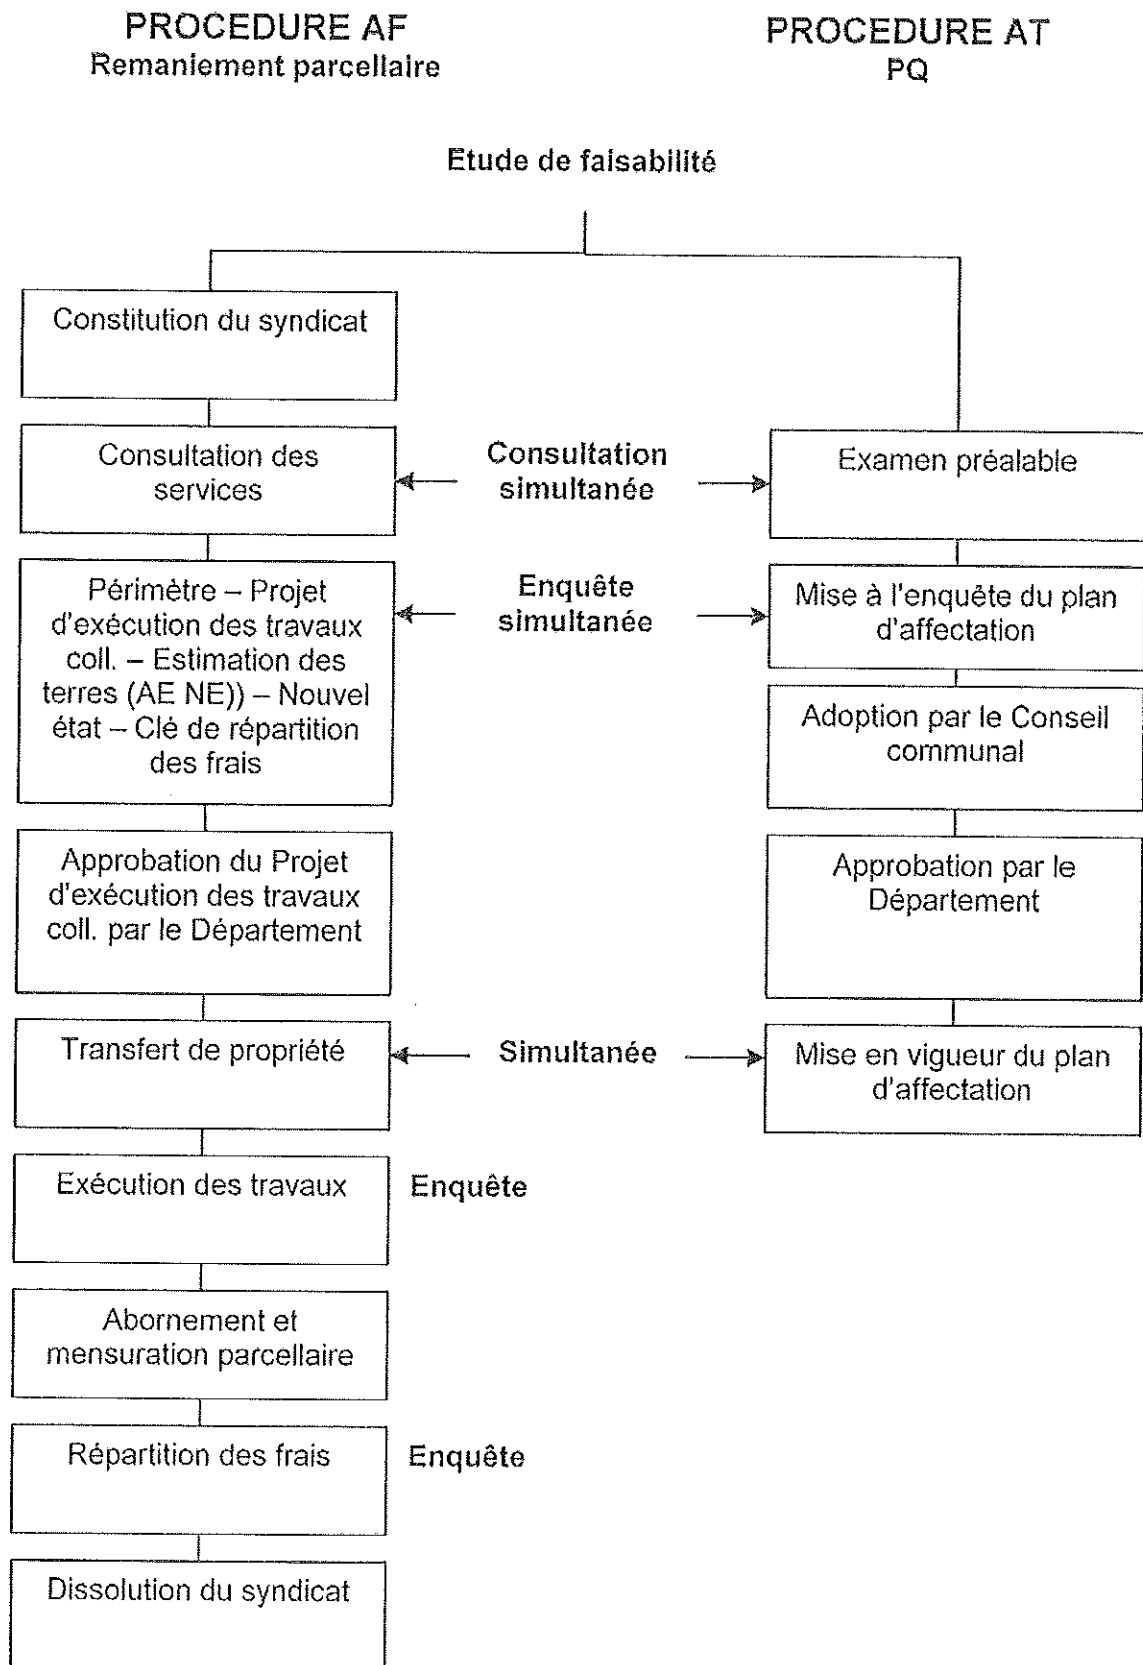 PROCEDURE AF
Remaniement parcellaire
PROCEDURE AT
PQ
Etude de faisabilité
Constitution du syndicat
Consultation des
services
Consultation
simultanée
Examen préalable
Périmètre – Projet
d'exécution des travaux
coll. – Estimation des
terres (AE NE)) – Nouvel
état – Clé de répartition
des frais
Enquête
simultanée
Mise à l'enquête du plan
d'affectation
Adoption par le Conseil
communal
Approbation du Projet
d'exécution des travaux
coll. par le Département
Approbation par le
Département
Transfert de propriété
Simultanée
Mise en vigueur du plan
d'affectation
Exécution des travaux
Enquête
Abornement et
mensuration parcellaire
Répartition des frais
Enquête
Dissolution du syndicat